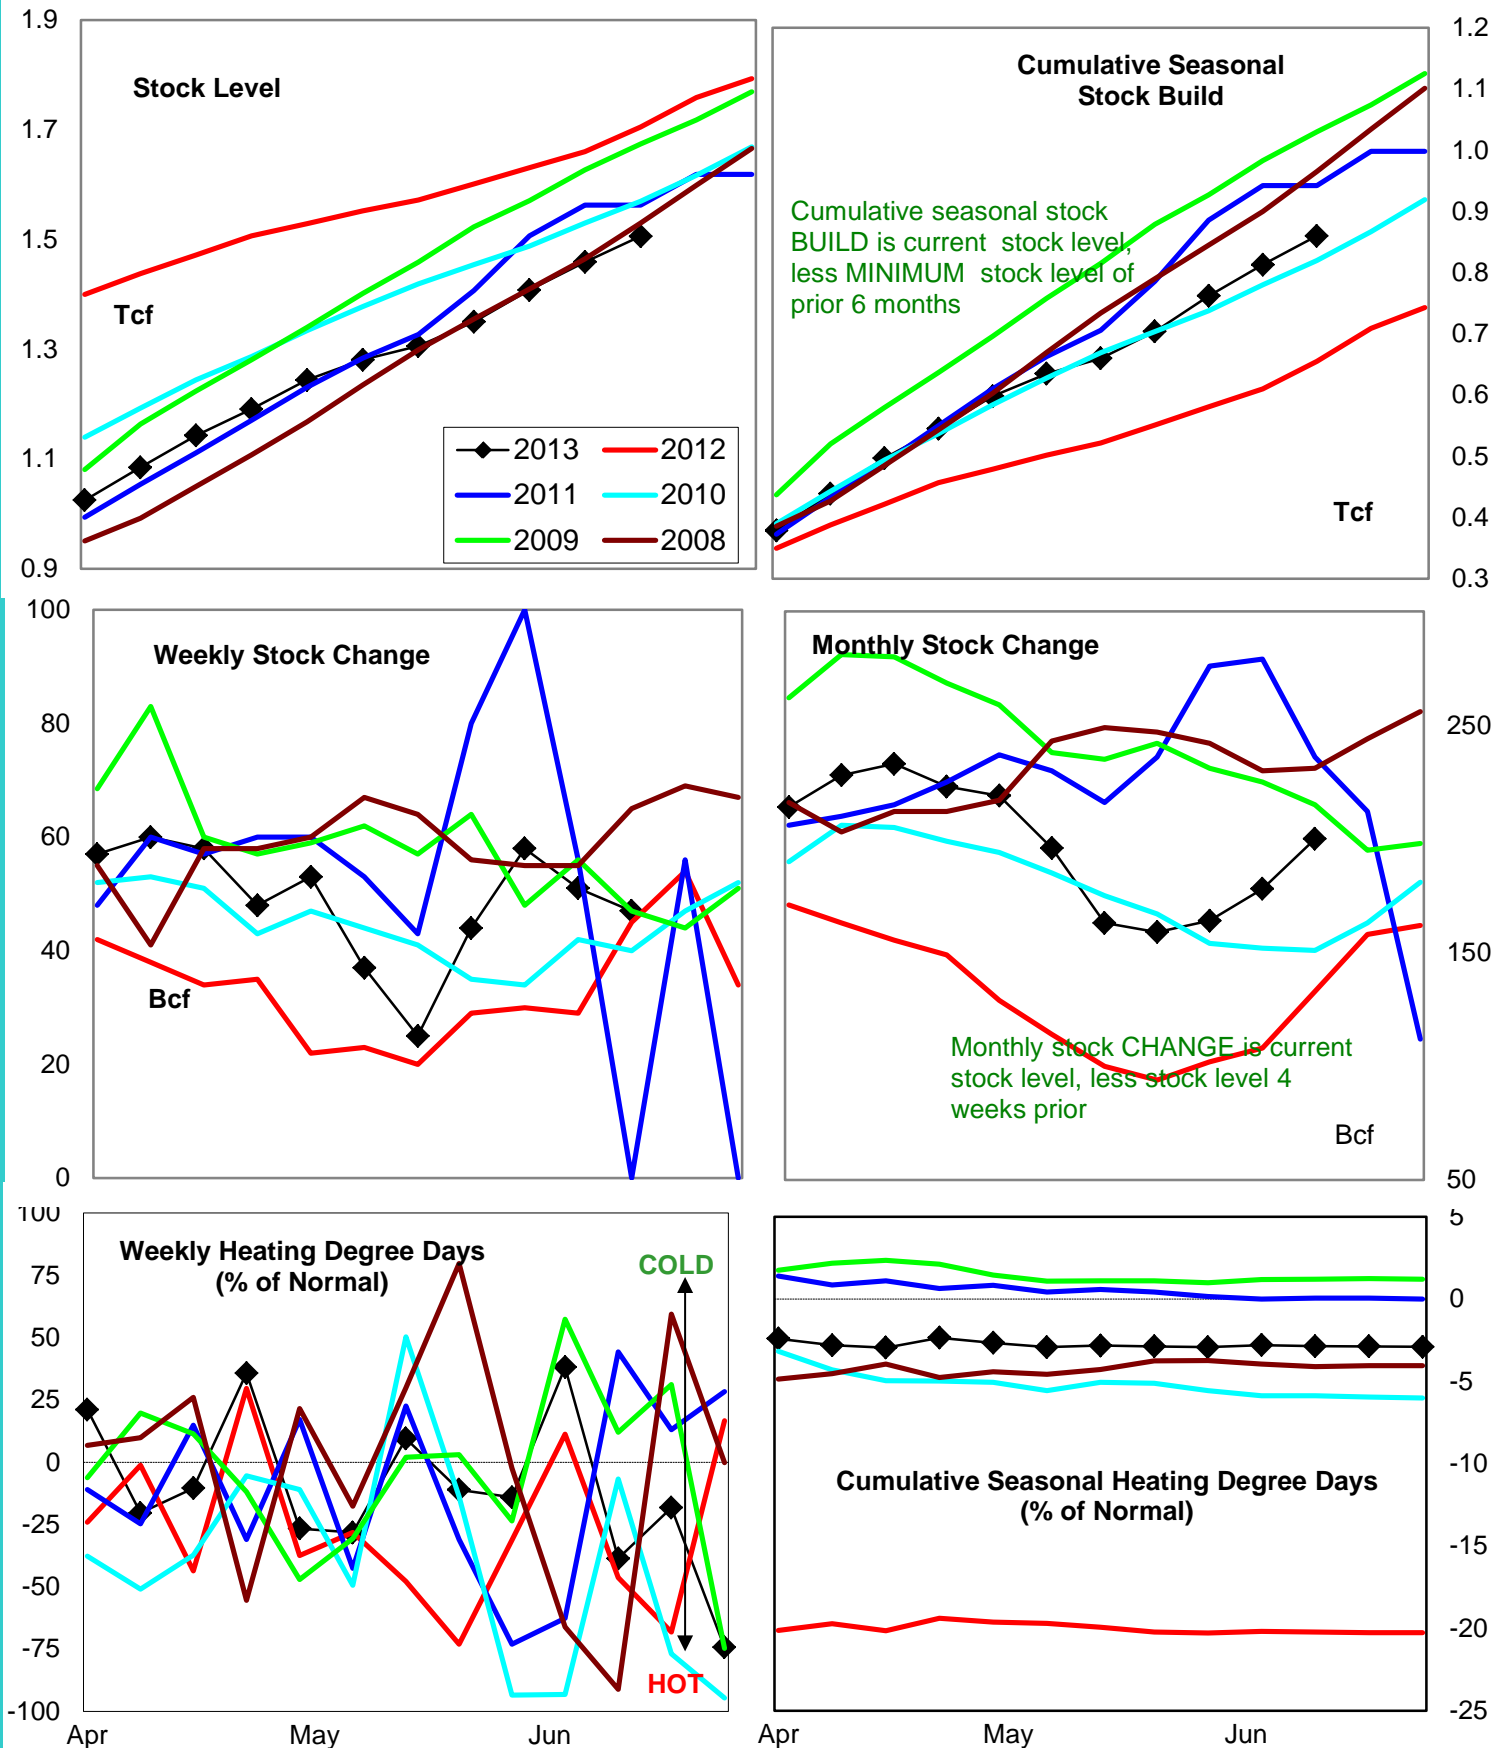 1.9
1.7
1.5
1.3
1.1
0.9
Stock Level
Tcf
2013
2012
2011
2010
2009
2008
Cumulative Seasonal
Stock Build
Cumulative seasonal stock
BUILD is current stock level,
less MINIMUM stock level of
prior 6 months
Tcf
1.2
1.1
1.0
0.9
0.8
0.7
0.6
0.5
0.4
0.3
100
80
60
40
20
0
Weekly Stock Change
Bcf
Monthly Stock Change
Monthly stock CHANGE is current
stock level, less stock level 4
weeks prior
Bcf
250
150
50
100
75
50
25
0
-25
-50
-75
-100
Weekly Heating Degree Days
(% of Normal)
COLD
HOT
Apr
May
Jun
Cumulative Seasonal Heating Degree Days
(% of Normal)
5
0
-5
-10
-15
-20
-25
Apr
May
Jun